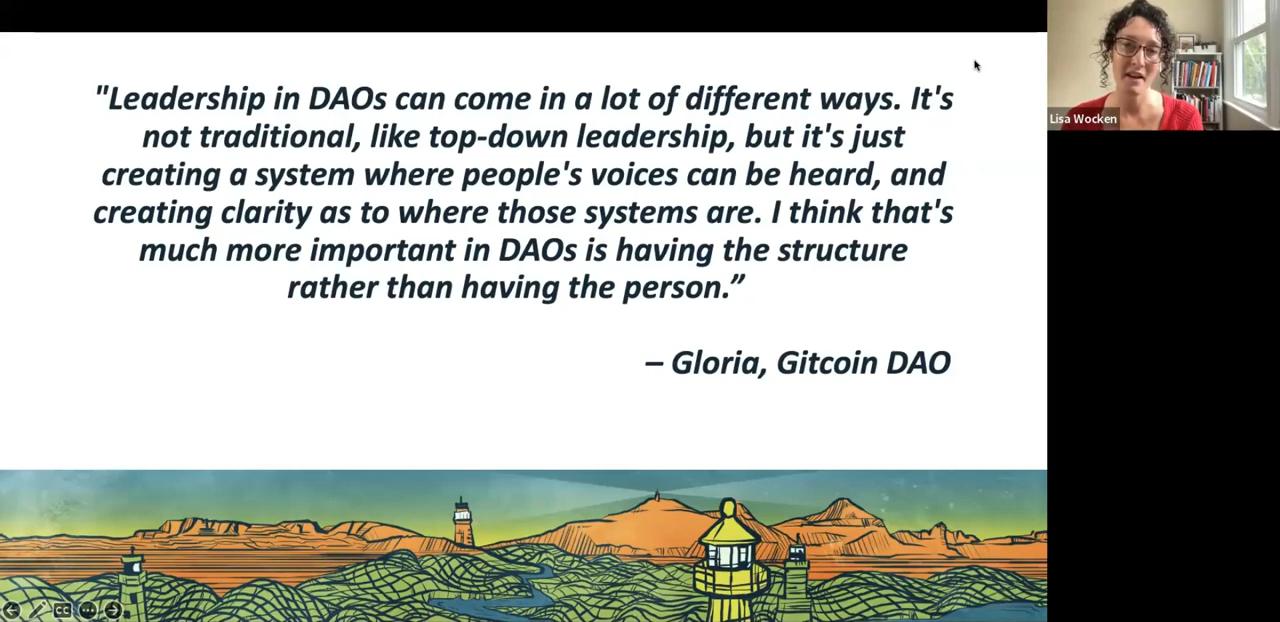 "Leadership in DAOs can come in a lot of different ways. It's
not traditional, like top-down leadership, but it's just
creating a system where people's voices can be heard, and
creating clarity as to where those systems are. I think that's
much more important in DAOs is having the structure
rather than having the person.”
– Gloria, Gitcoin DAO
Lisa Wocken
CC